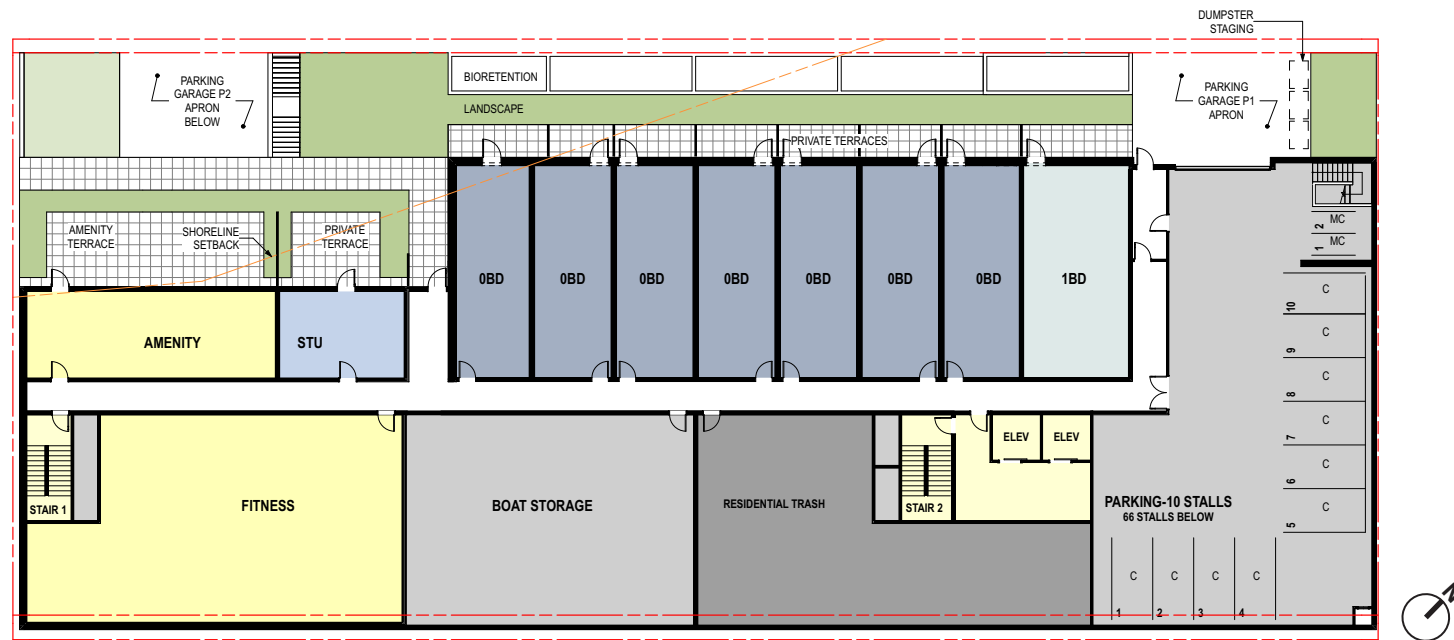 DUMPSTER
STAGING
PARKING
GARAGE P2
APRON
BELOW
BIORETENTION
LANDSCAPE
PRIVATE TERRACES
PARKING
GARAGE P1
APRON
AMENITY
TERRACE
SHORELINE
SETBACK
PRIVATE
TERRACE
2 MC
1 MC
0BD
0BD
0BD
0BD
0BD
0BD
0BD
1BD
AMENITY
STU
10 C
9 C
8 C
7 C
6 C
5 C
ELEV
ELEV
STAIR 1
FITNESS
BOAT STORAGE
RESIDENTIAL TRASH
STAIR 2
PARKING-10 STALLS
66 STALLS BELOW
C
C
C
C
1
2
3
4
N